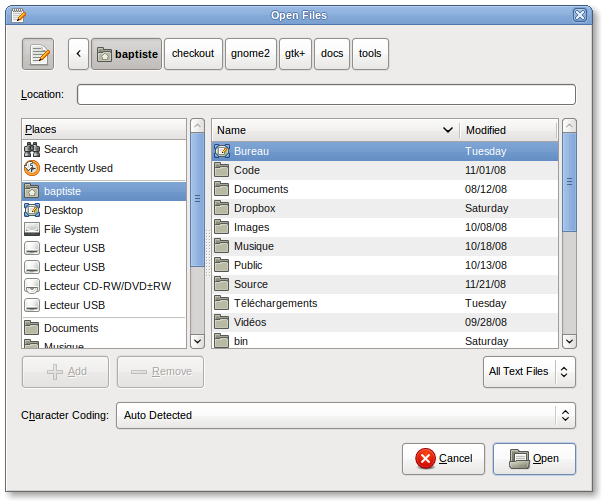 Open Files
baptiste checkout gnome2 gtk+ docs tools
Location:
Places
Search
Recently Used
baptiste
Desktop
File System
Lecteur USB
Lecteur USB
Lecteur CD-RW/DVD±RW
Lecteur USB
Documents
Musique
Name Modified
Bureau Tuesday
Code 11/01/08
Documents 08/12/08
Dropbox Saturday
Images 10/08/08
Musique 10/18/08
Public 10/13/08
Source 11/21/08
Téléchargements Tuesday
Vidéos 09/28/08
bin Saturday
Add Remove All Text Files
Character Coding: Auto Detected
Cancel Open